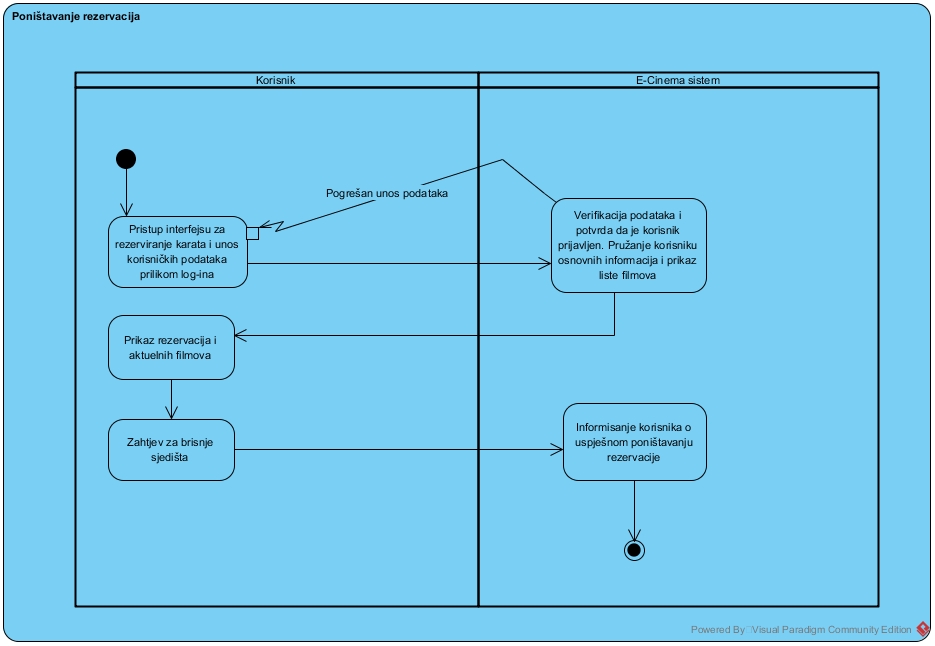 Poništavanje rezervacija
Korisnik
E-Cinema sistem
Pogrešan unos podataka
Pristup interfejsu za
rezerviranje karata i unos
korisničkih podataka
prilikom log-ina
Verifikacija podataka i
potvrda da je korisnik
prijavljen. Pružanje korisniku
osnovnih informacija i prikaz
liste filmova
Prikaz rezervacija i
aktuelnih filmova
Zahtjev za brisnje
sjedišta
Informisanje korisnika o
uspješnom poništavanju
rezervacije
Powered By Visual Paradigm Community Edition